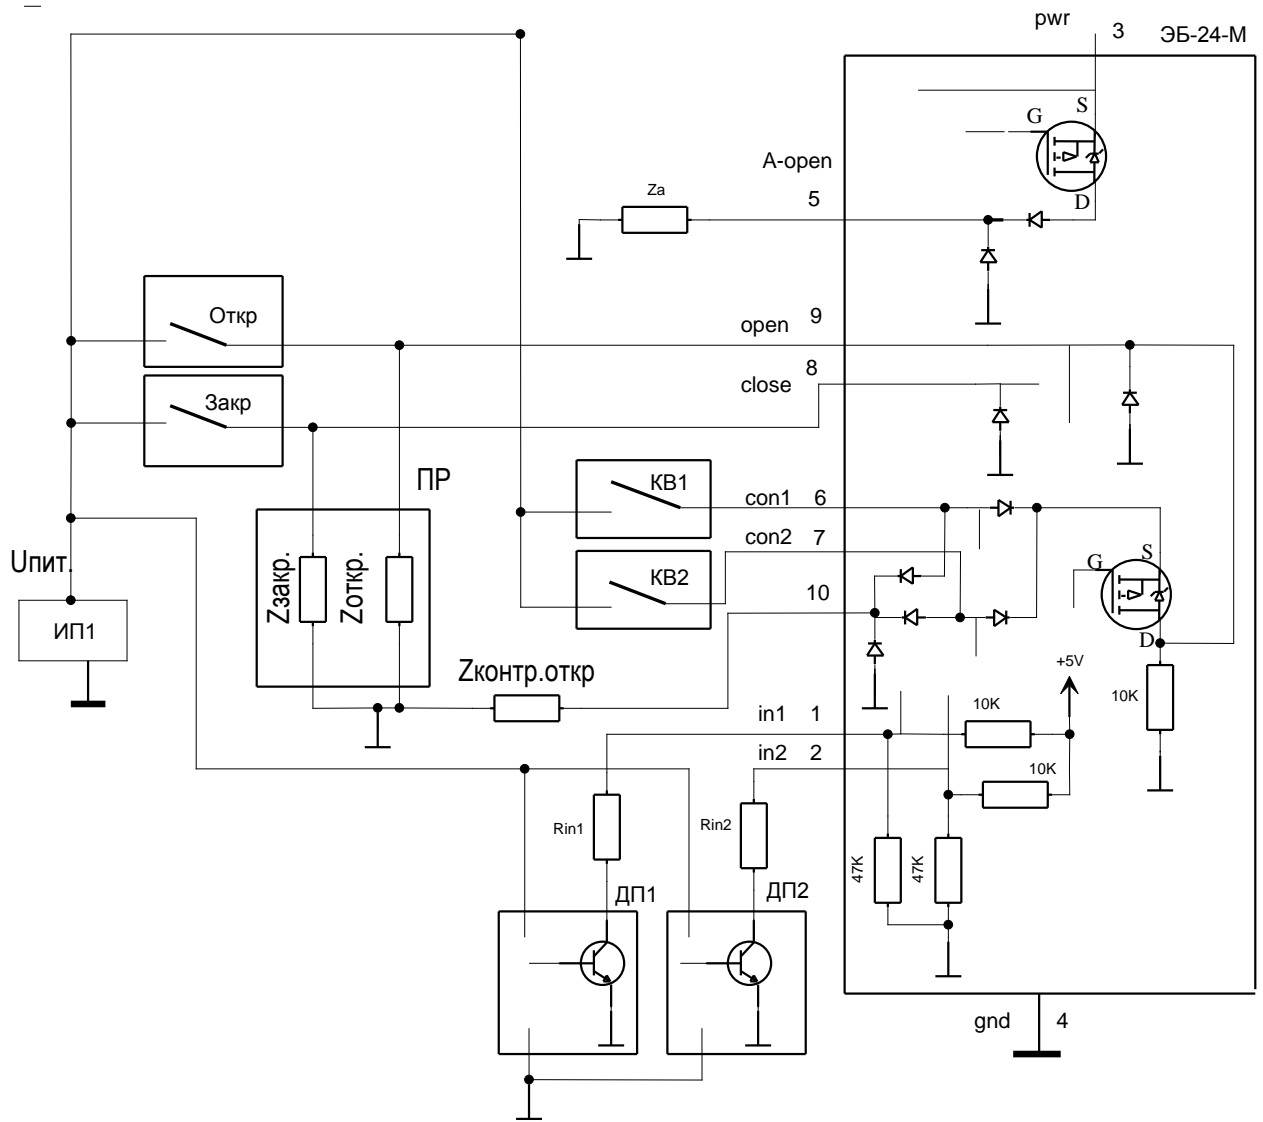 pwr 3 ЭБ-24-М
S
G
A-open
5
Za
D
Откр
open 9
8
close
Закр
ПР
КВ1
con1 6
con2 7
КВ2
10
S
G
D
Uпит.
ИП1
Zзакр.
Zоткр.
Zконтр.откр
+5V
10K
10K
in1 1
in2 2
10K
Rin1
Rin2
47K
47K
ДП1
ДП2
gnd 4